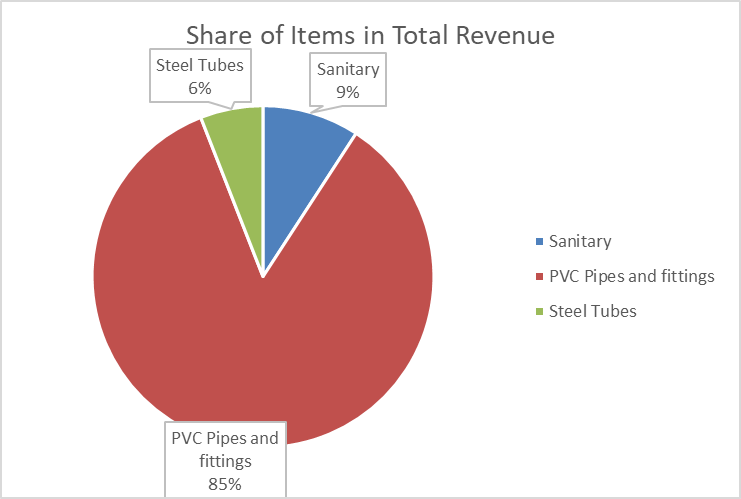 Share of Items in Total Revenue
Steel Tubes
6%
Sanitary
9%
Sanitary
PVC Pipes and fittings
Steel Tubes
PVC Pipes and
fittings
85%